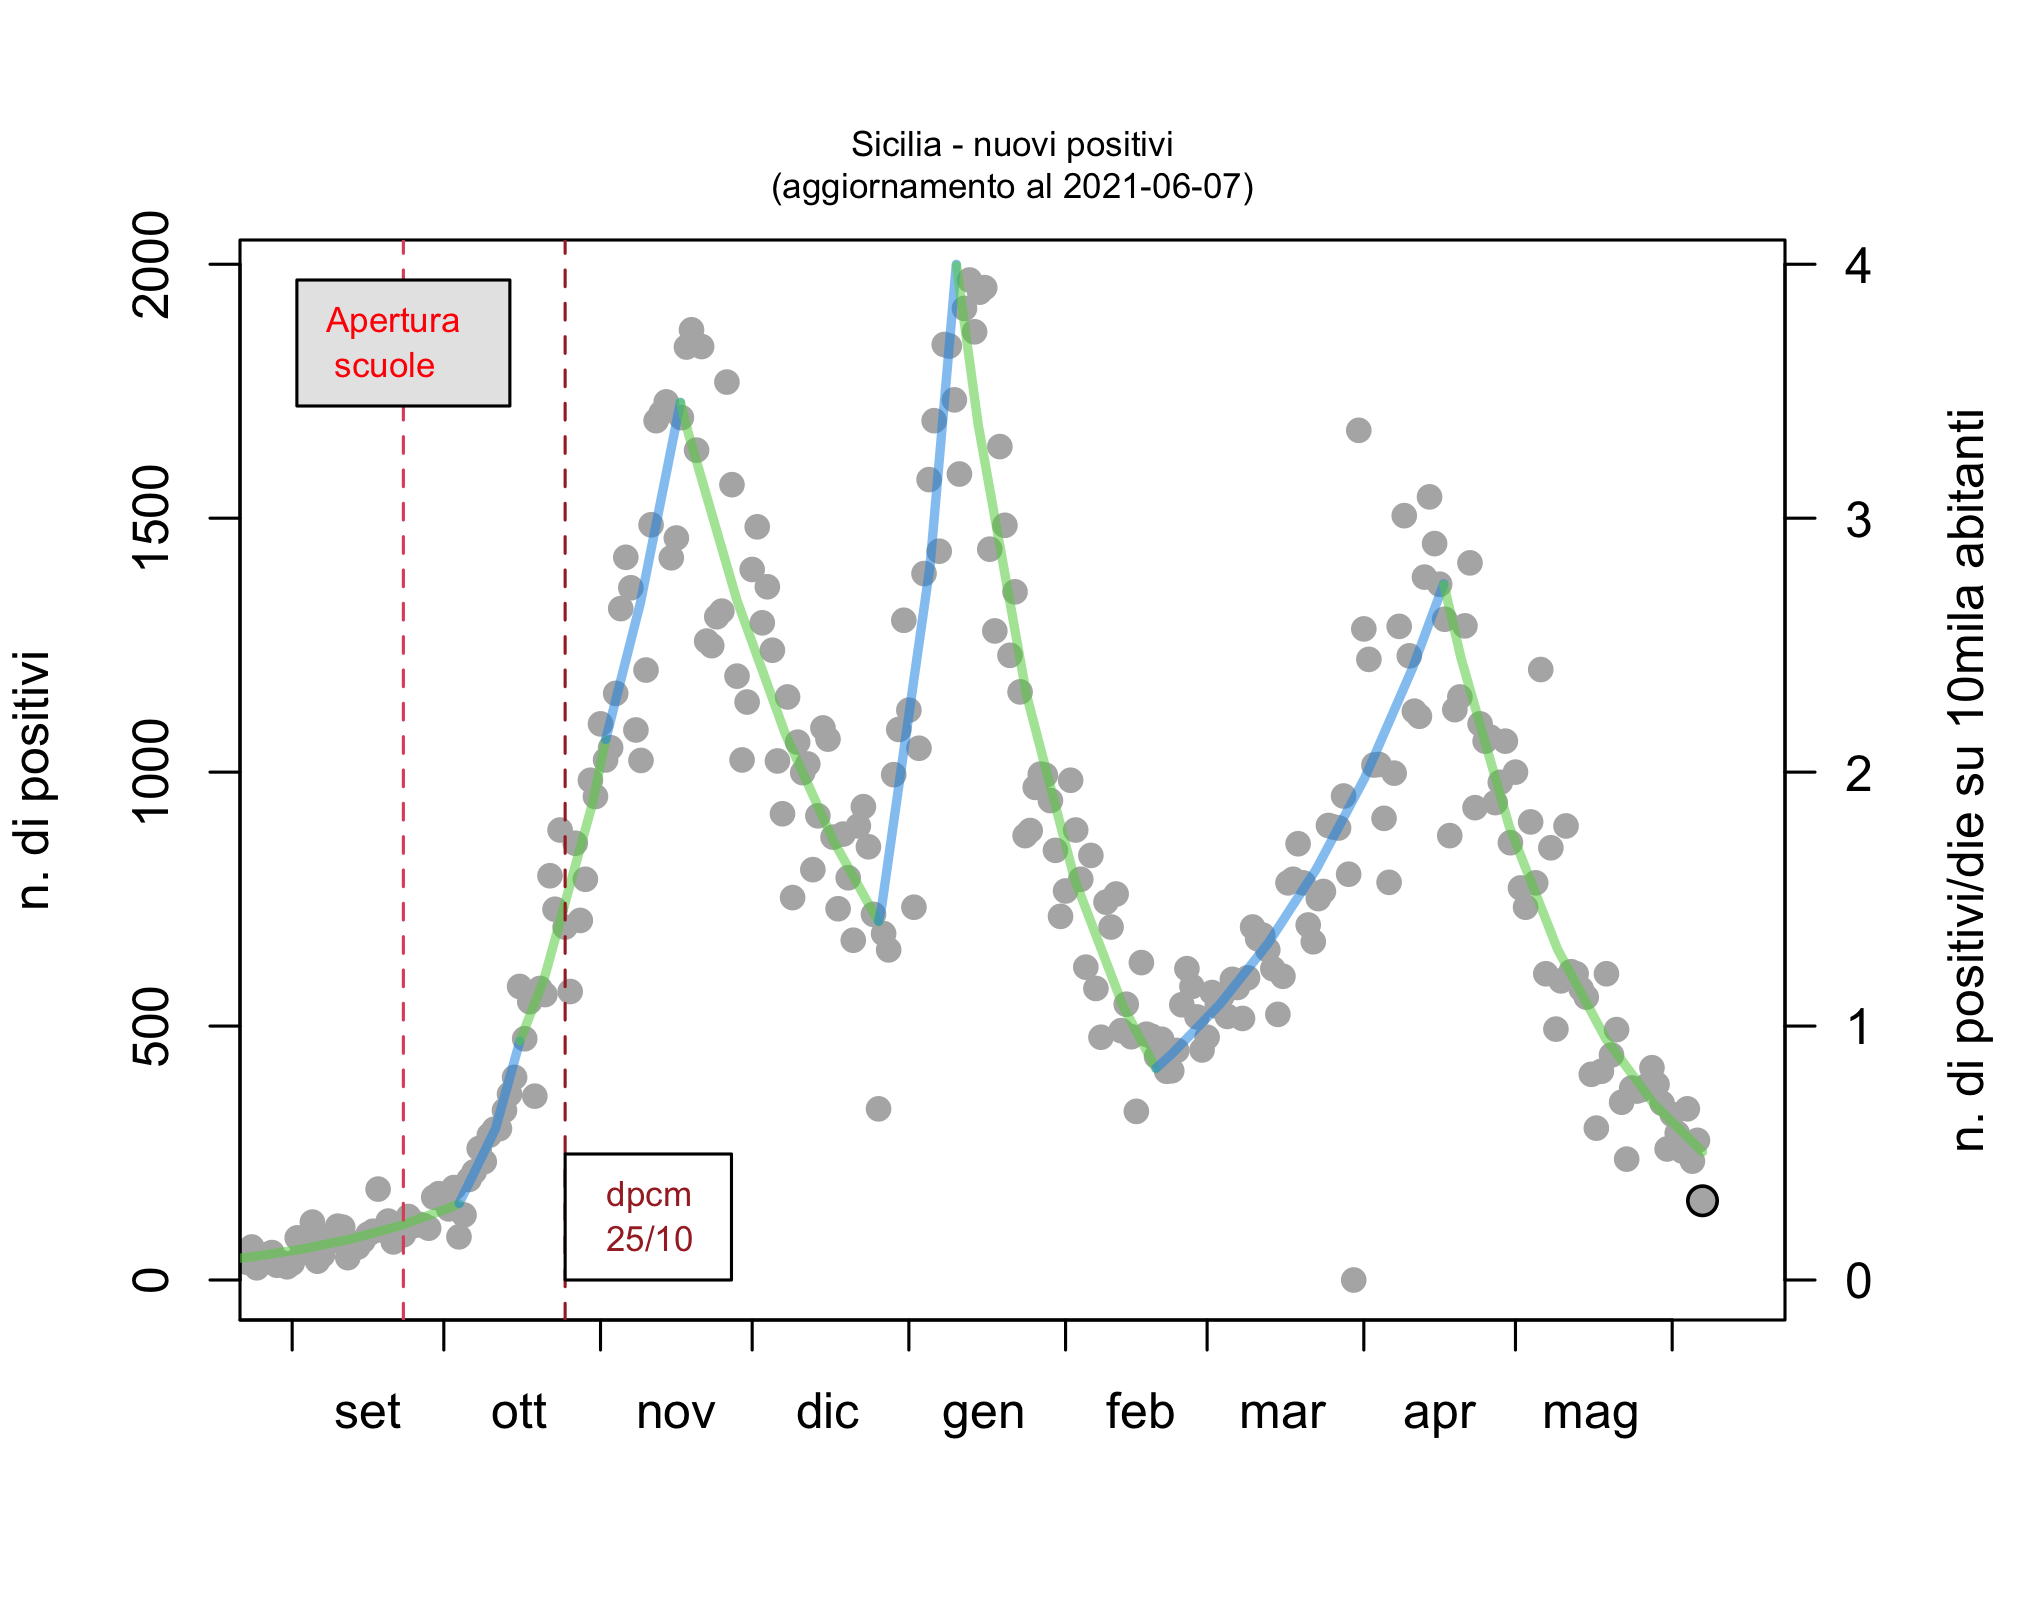 Sicilia - nuovi positivi
(aggiornamento al 2021-06-07)
n. di positivi
2000
1500
1000
500
0
Apertura
scuole
dpcm
25/10
4
3
2
1
0
n. di positivi/die su 10mila abitanti
set ott nov dic gen feb mar apr mag